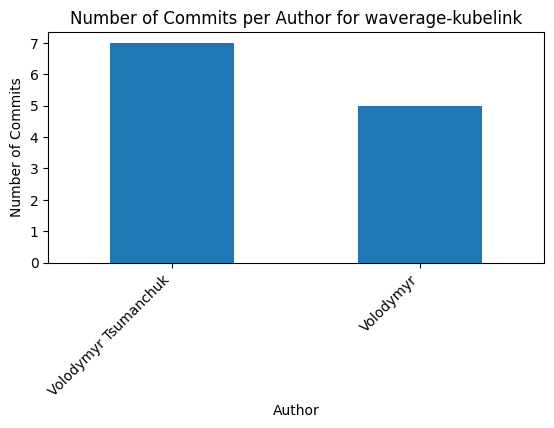 Number of Commits per Author for waverage-kubelink
Number of Commits
7
6
5
4
3
2
1
0
Volodymyr Tsumanchuk
Volodymyr
Author